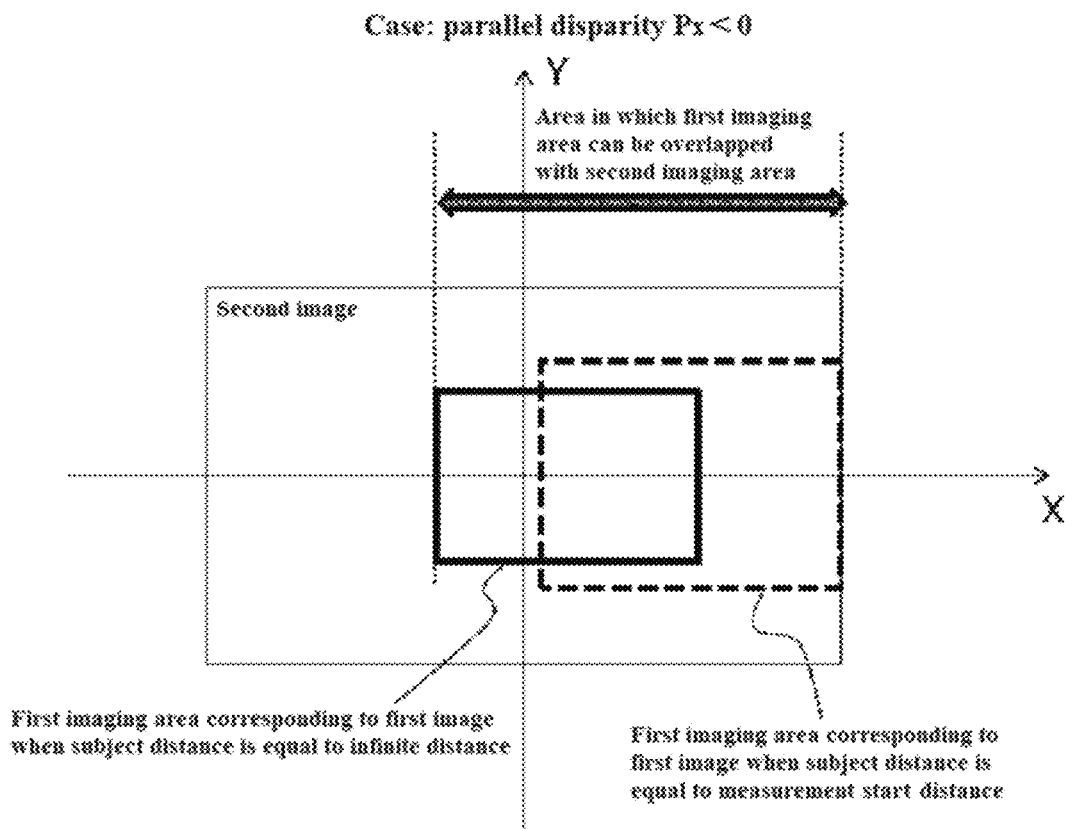 Case: parallel disparity Px < 0
Y
Area in which first imaging
area can be overlapped
with second imaging area
Second image
X
First imaging area corresponding to first image
when subject distance is equal to infinite distance
First imaging area corresponding to
first image when subject distance is
equal to measurement start distance